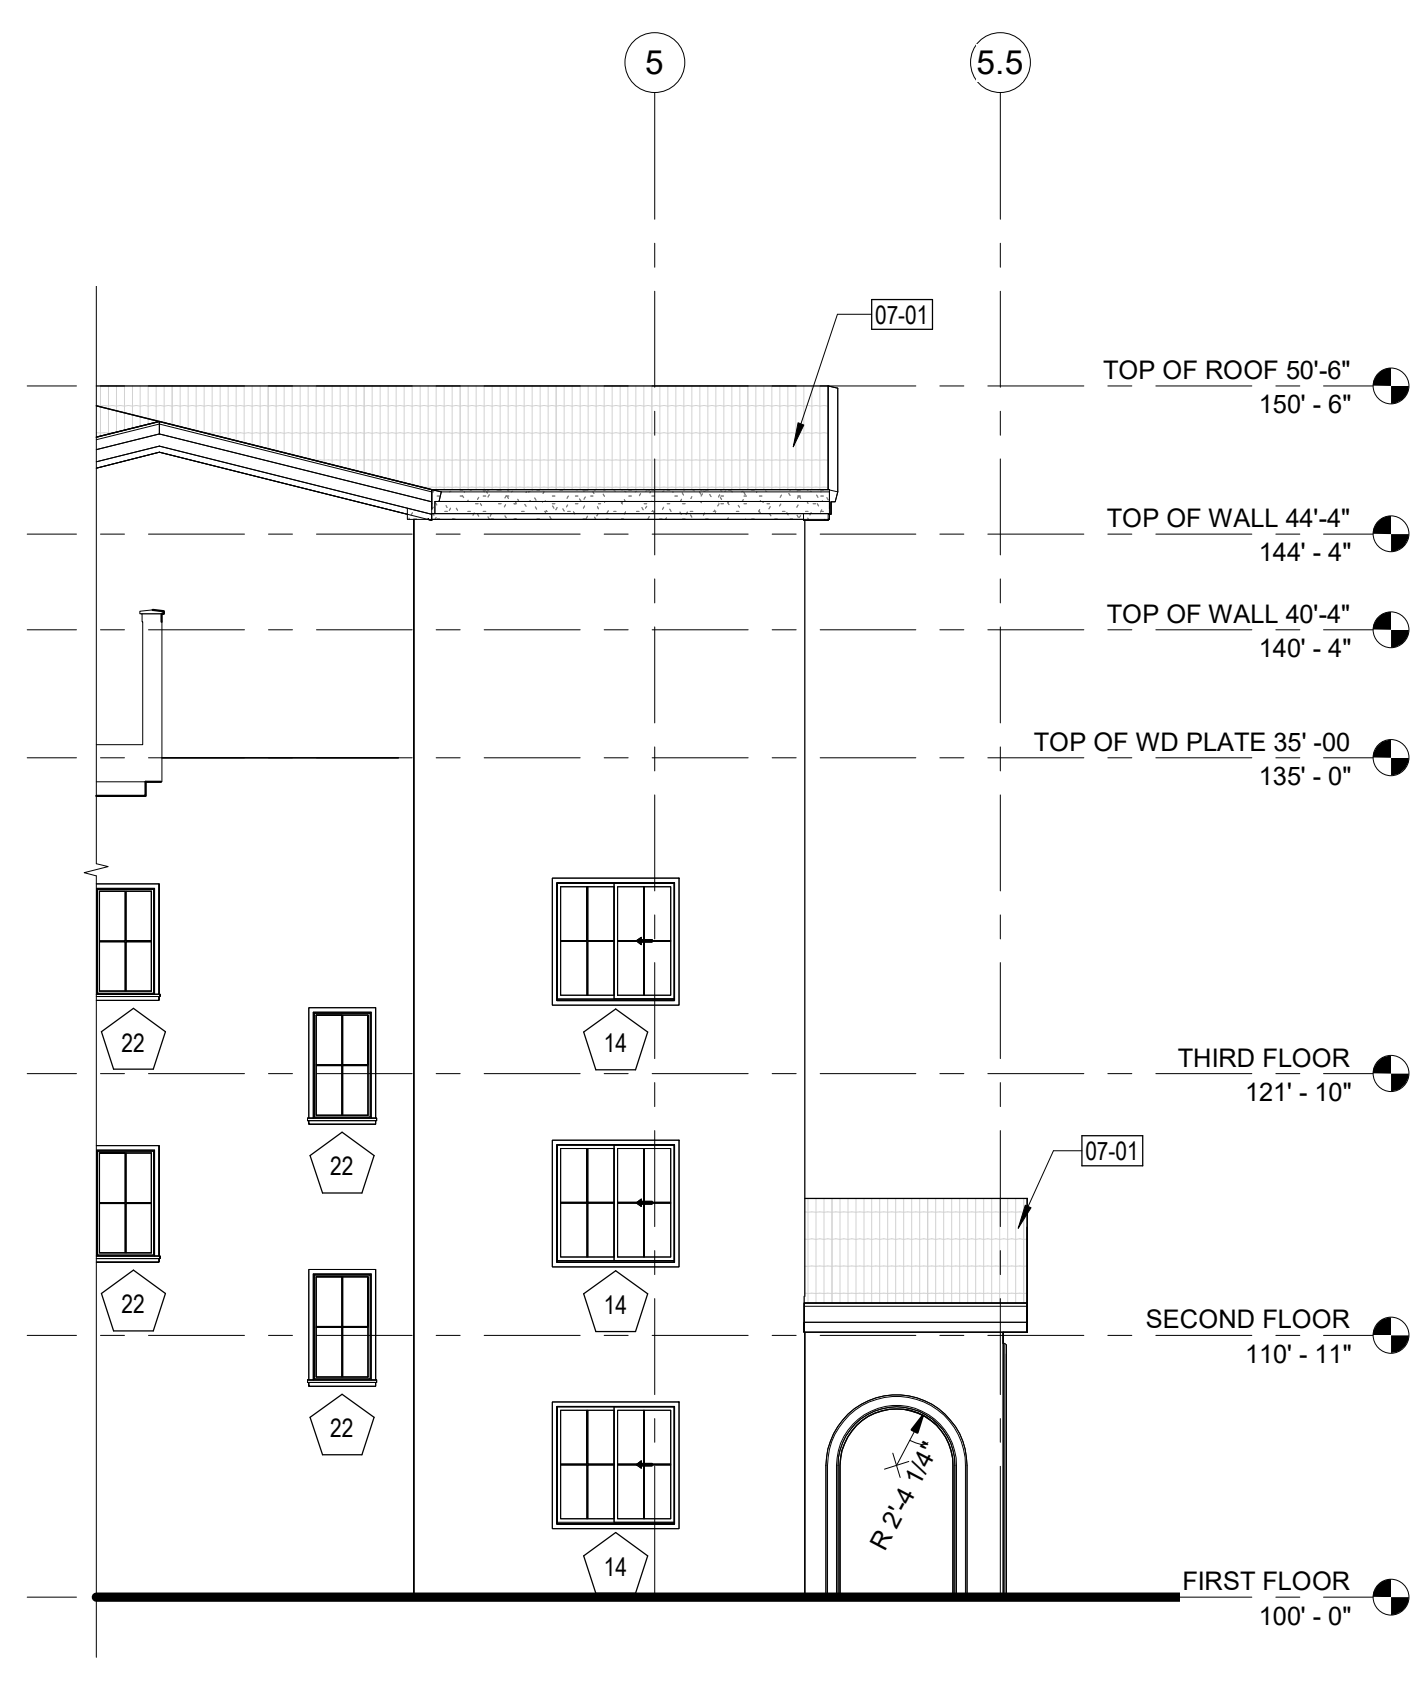 5
5.5
07-01
TOP OF ROOF 50'-6"
150' - 6"
TOP OF WALL 44'-4"
144' - 4"
TOP OF WALL 40'-4"
140' - 4"
TOP OF WD PLATE 35' -00
135' - 0"
22
14
THIRD FLOOR
121' - 10"
07-01
22
22
14
SECOND FLOOR
110' - 11"
22
R 2'-4 1/4"
14
FIRST FLOOR
100' - 0"